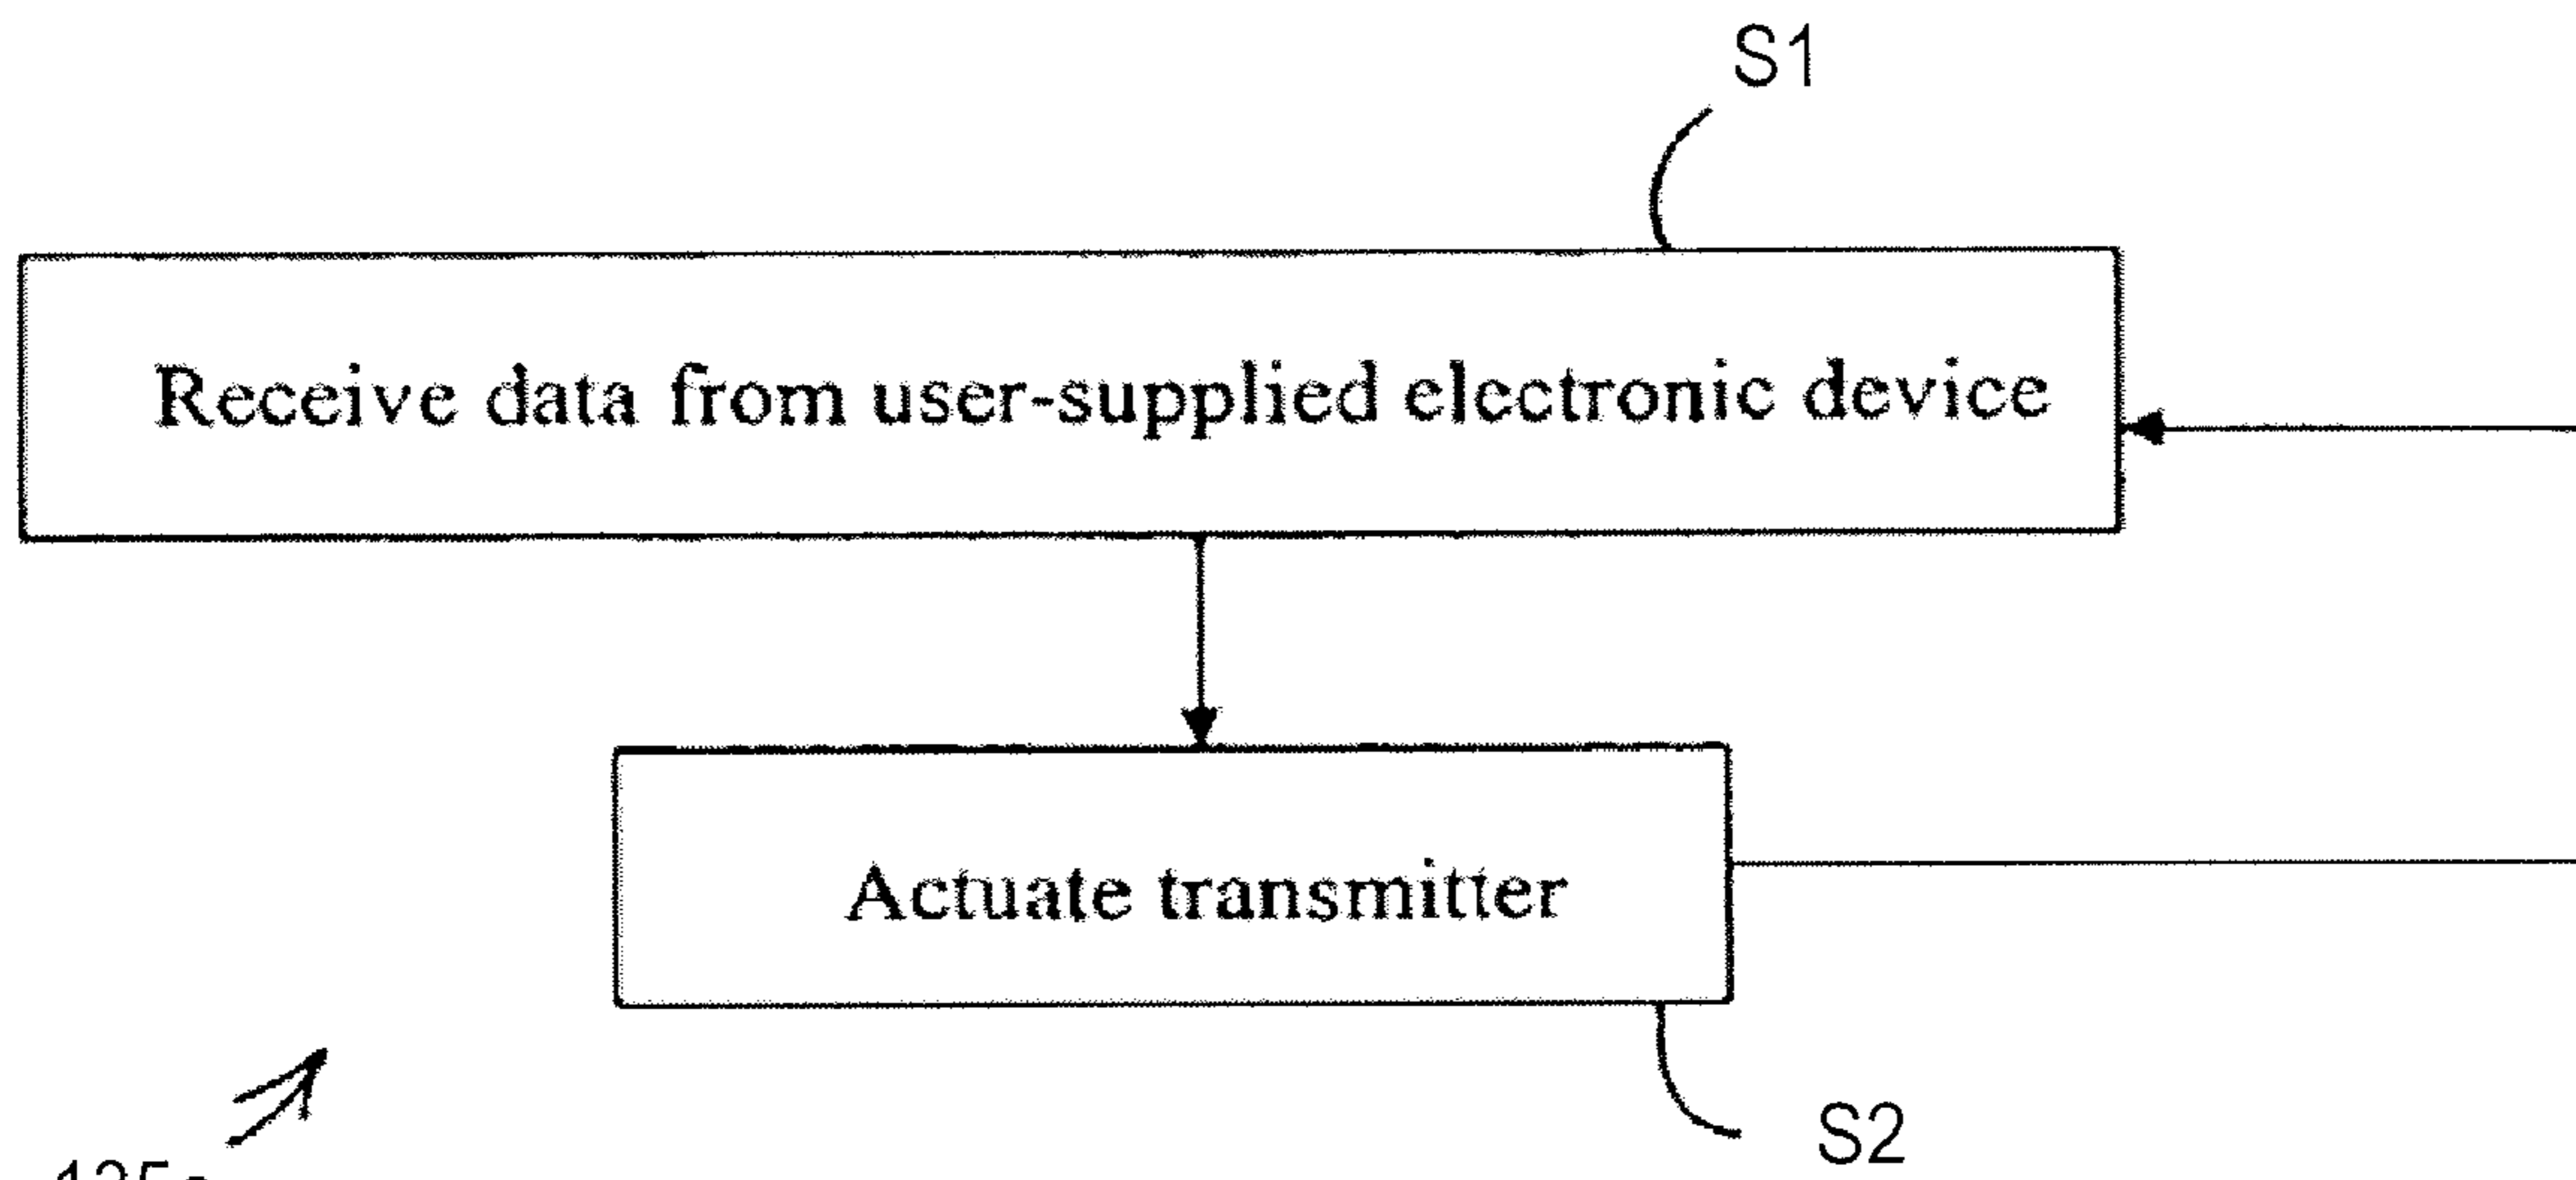 S1
Receive data from user-supplied electronic device
Actuate transmitter
S2